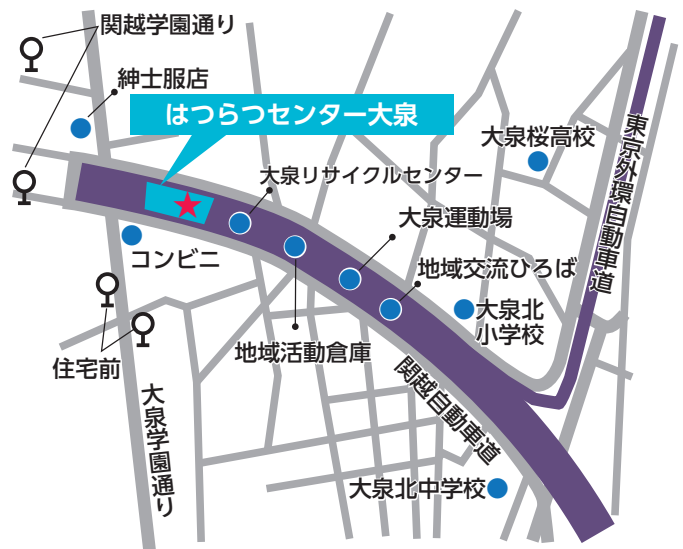 関越学園通り
紳士服店
はつらつセンター大泉
大泉桜高校
東京外環自動車道
大泉リサイクルセンター
大泉運動場
コンビニ
地域交流ひろば
大泉北
小学校
地域活動倉庫
住宅前
関越自動車道
大泉学園通り
大泉北中学校